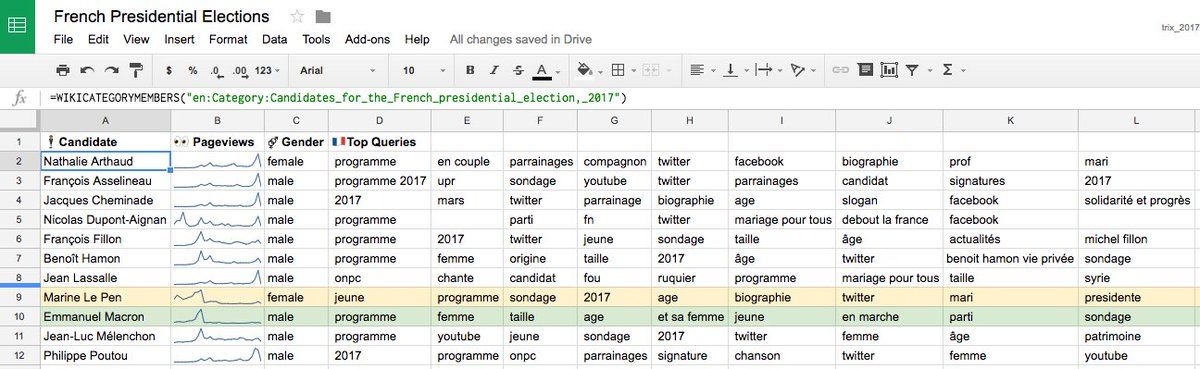 French Presidential Elections
File Edit View Insert Format Data Tools Add-ons Help All changes saved in Drive
trix_2017
$ % .0 .00 123 Arial 10 B I S A Σ
fx =WIKICATEGORYMEMBERS("en:Category:Candidates_for_the_French_presidential_election,_2017")
A B C D E F G H I J K L
1 Candidate Pageviews Gender Top Queries
2 Nathalie Arthaud female programme en couple parrainages compagnon twitter facebook biographie prof mari
3 François Asselineau male programme 2017 upr sondage youtube twitter parrainages candidat signatures 2017
4 Jacques Cheminade male 2017 mars twitter parrainage biographie age slogan facebook solidarité et progrès
5 Nicolas Dupont-Aignan male programme parti fn twitter mariage pour tous debout la france facebook
6 François Fillon male programme 2017 twitter jeune sondage taille âge actualités michel fillon
7 Benoît Hamon male programme femme origine taille 2017 âge twitter benoit hamon vie privée sondage
8 Jean Lassalle male onpc chante candidat fou ruquier programme mariage pour tous taille syrie
9 Marine Le Pen female jeune programme sondage 2017 age biographie twitter mari presidente
10 Emmanuel Macron male programme femme taille age et sa femme jeune en marche parti sondage
11 Jean-Luc Mélenchon male programme youtube jeune sondage 2017 twitter femme âge patrimoine
12 Philippe Poutou male 2017 programme onpc parrainages signature chanson twitter femme youtube